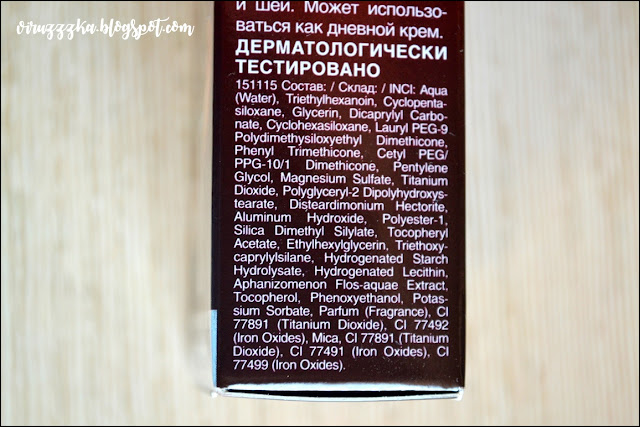 viruzzzka.blogspot.com
и шеи. Может использо-
ваться как дневной крем.
ДЕРМАТОЛОГИЧЕСКИ
ТЕСТИРОВАНО
151115 Состав: / Склад: / INCI: Aqua
(Water), Triethylhexanoin, Cyclopenta-
siloxane, Glycerin, Dicaprylyl Carbo-
nate, Cyclohexasiloxane, Lauryl PEG-9
Polydimethylsiloxyethyl Dimethicone,
Phenyl Trimethicone, Cetyl PEG/
PPG-10/1 Dimethicone, Pentylene
Glycol, Magnesium Sulfate, Titanium
Dioxide, Polyglyceryl-2 Dipolyhydroxys-
tearate, Disteardimonium Hectorite,
Aluminum Hydroxide, Polyester-1,
Silica Dimethyl Silylate, Tocopheryl
Acetate, Ethylhexylglycerin, Triethoxy-
caprylylsilane, Hydrogenated Starch
Hydrolysate, Hydrogenated Lecithin,
Aphanizomenon Flos-aquae Extract,
Tocopherol, Phenoxyethanol, Potas-
sium Sorbate, Parfum (Fragrance), CI
77891 (Titanium Dioxide), CI 77492
(Iron Oxides), Mica, CI 77891 (Titanium
Dioxide), CI 77491 (Iron Oxides), CI
77499 (Iron Oxides).